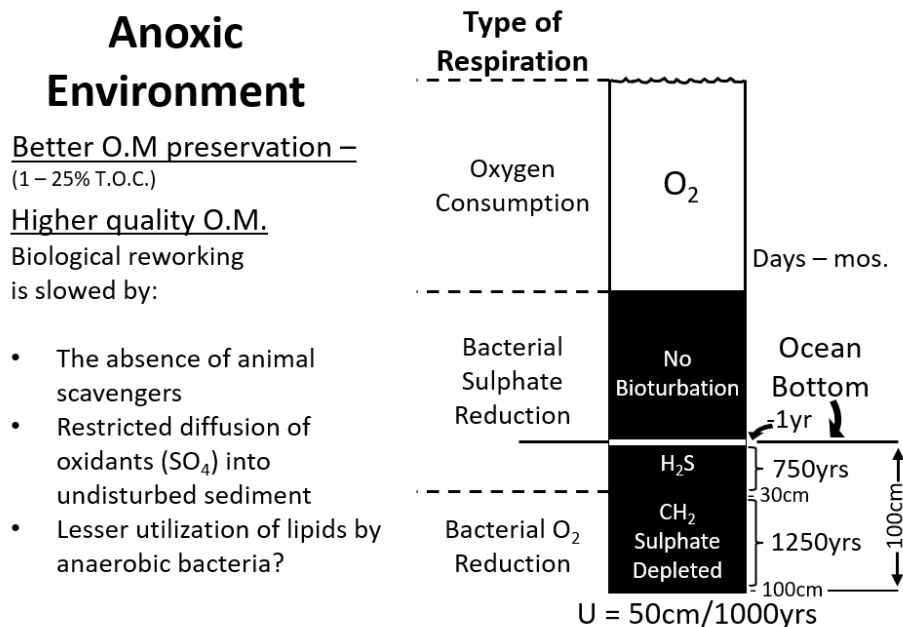 Anoxic
Environment
Better O.M preservation –
(1 – 25% T.O.C.)
Higher quality O.M.
Biological reworking
is slowed by:
• The absence of animal
scavengers
• Restricted diffusion of
oxidants (SO₄) into
undisturbed sediment
• Lesser utilization of lipids by
anaerobic bacteria?
Type of
Respiration
Oxygen
Consumption
O₂
Days – mos.
Bacterial
Sulphate
Reduction
No
Bioturbation
Ocean
Bottom
-1yr
H₂S
750yrs
30cm
Bacterial O₂
Reduction
CH₂
Sulphate
Depleted
1250yrs
100cm
100cm
U = 50cm/1000yrs